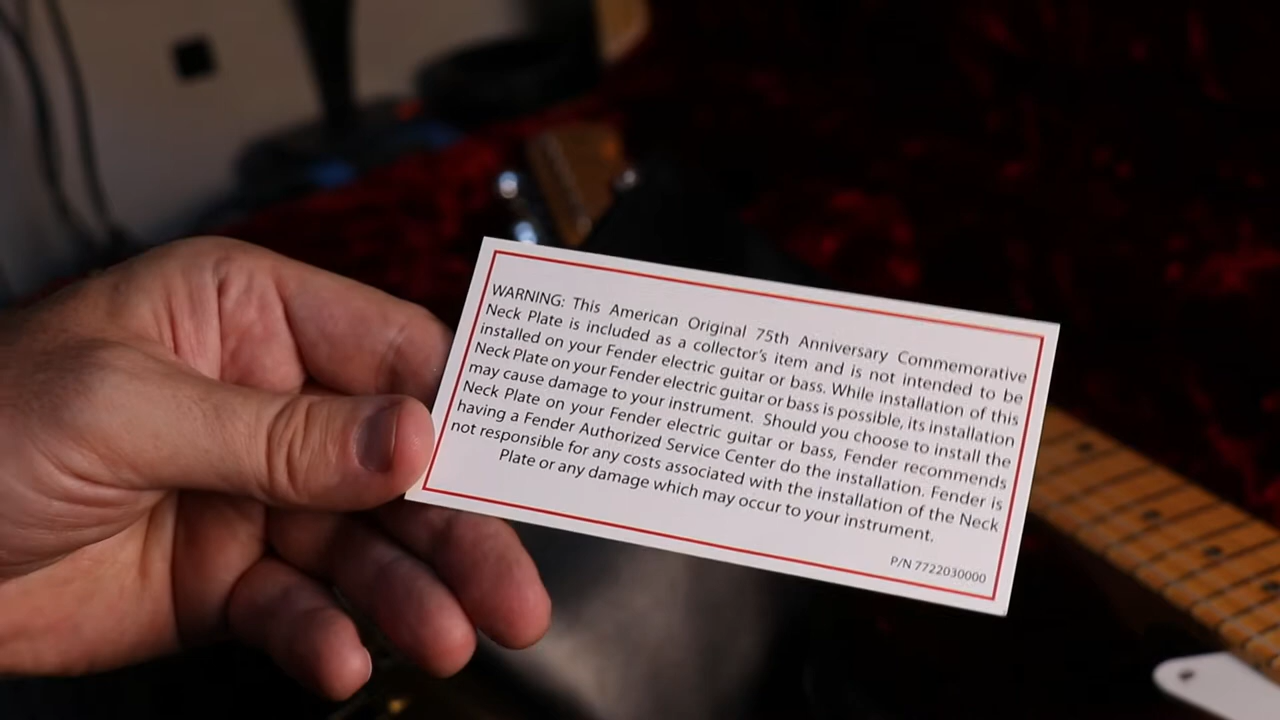 WARNING: This American Original 75th Anniversary Commemorative
Neck Plate is included as a collector's item and is not intended to be
installed on your Fender electric guitar or bass. While installation of this
Neck Plate on your Fender electric guitar or bass is possible, its installation
may cause damage to your instrument. Should you choose to install the
Neck Plate on your Fender electric guitar or bass, Fender recommends
having a Fender Authorized Service Center do the installation. Fender is
not responsible for any costs associated with the installation of the Neck
Plate or any damage which may occur to your instrument.
P/N 7722030000